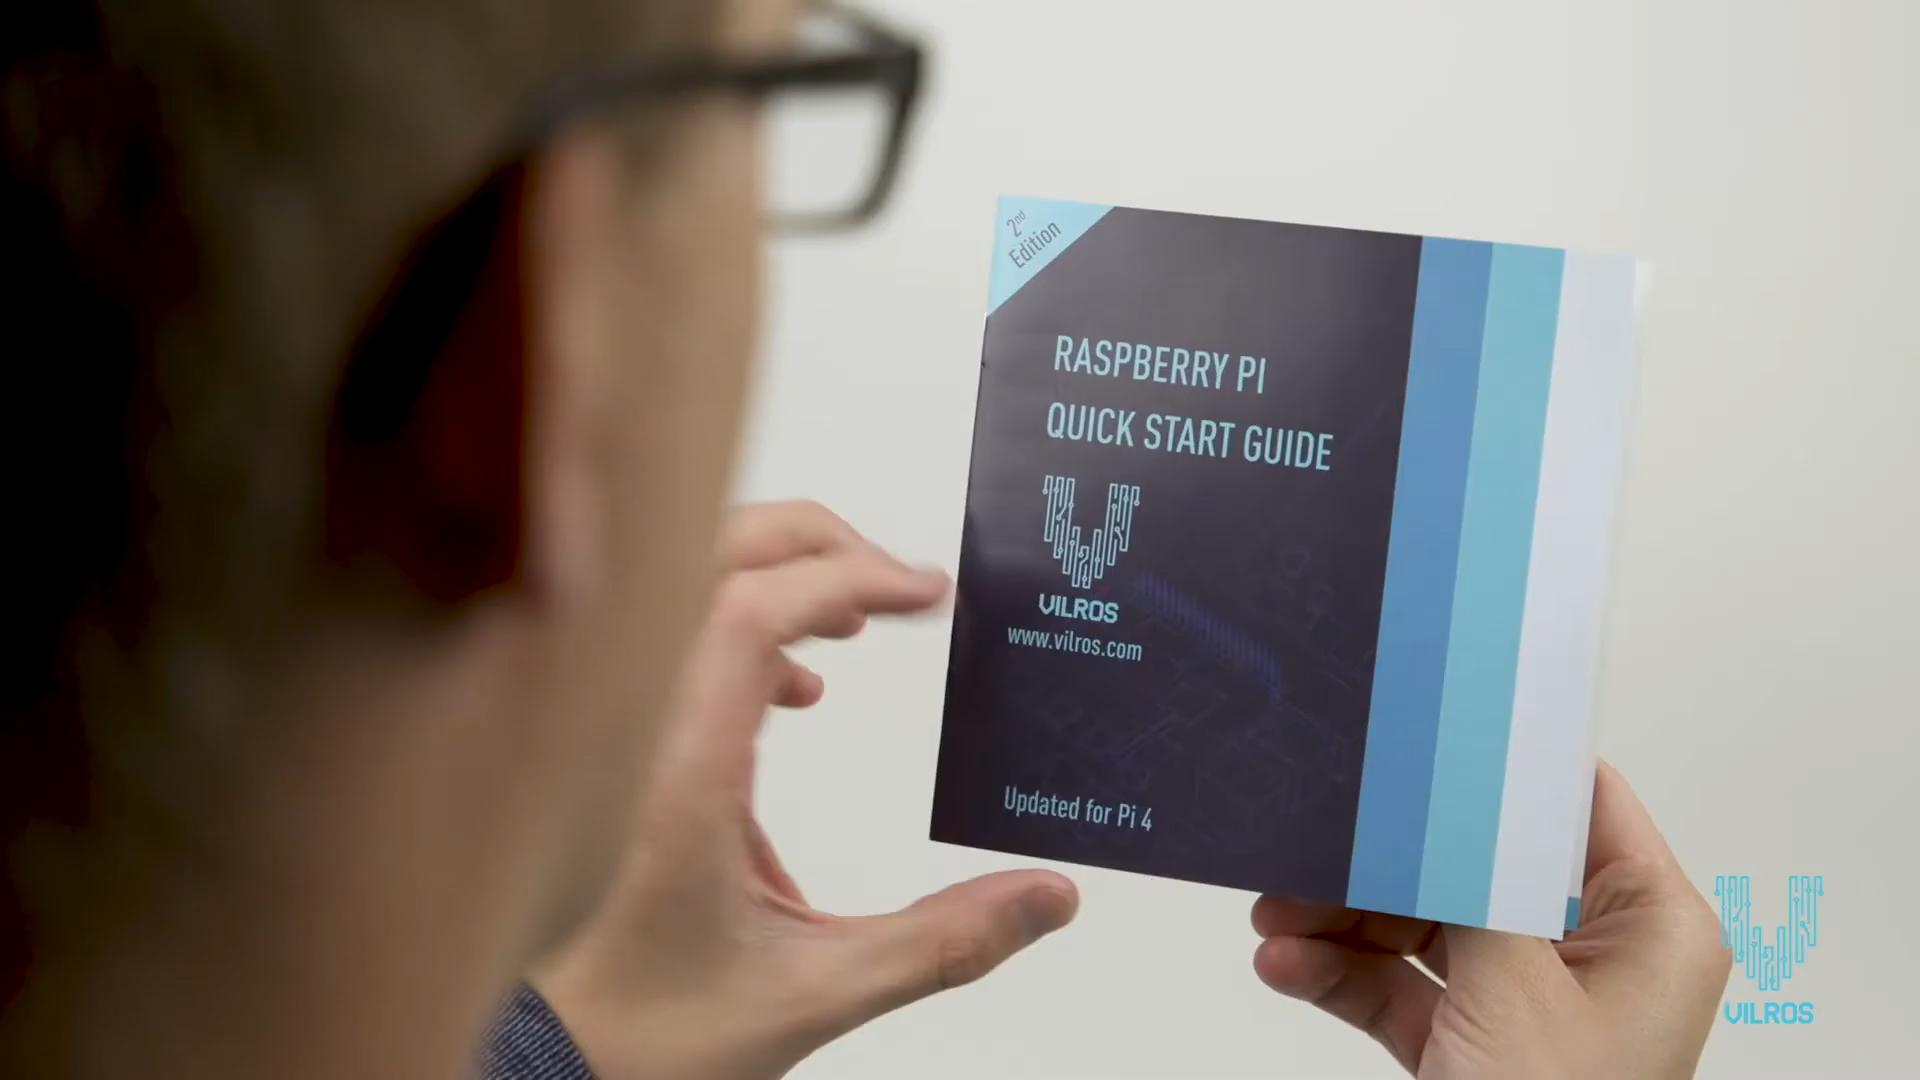 2nd
Edition
RASPBERRY PI
QUICK START GUIDE
VILROS
www.vilros.com
Updated for Pi 4
VILROS